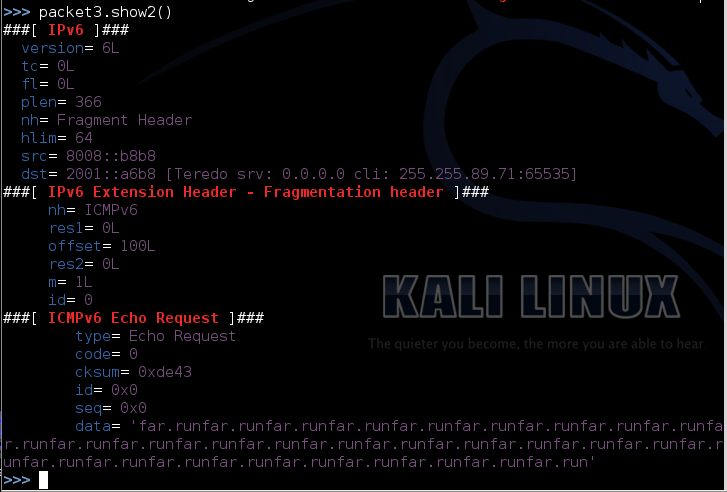 >>> packet3.show2()
###[ IPv6 ]###
version= 6L
tc= 0L
fl= 0L
plen= 366
nh= Fragment Header
hlim= 64
src= 8008::b8b8
dst= 2001::a6b8 [Teredo srv: 0.0.0.0 cli: 255.255.89.71:65535]
###[ IPv6 Extension Header - Fragmentation header ]###
nh= ICMPv6
res1= 0L
offset= 100L
res2= 0L
m= 1L
id= 0
###[ ICMPv6 Echo Request ]###
type= Echo Request
code= 0
cksum= 0xde43
id= 0x0
seq= 0x0
data= 'far.runfar.runfar.runfar.runfar.runfar.runfar.runfar.runfar.runfa
r.runfar.runfar.runfar.runfar.runfar.runfar.runfar.runfar.runfar.runfar.runfar.r
unfar.runfar.runfar.runfar.runfar.runfar.runfar.runfar.runfar.run'
>>>
KALI LINUX
The quieter you become, the more you are able to hear.